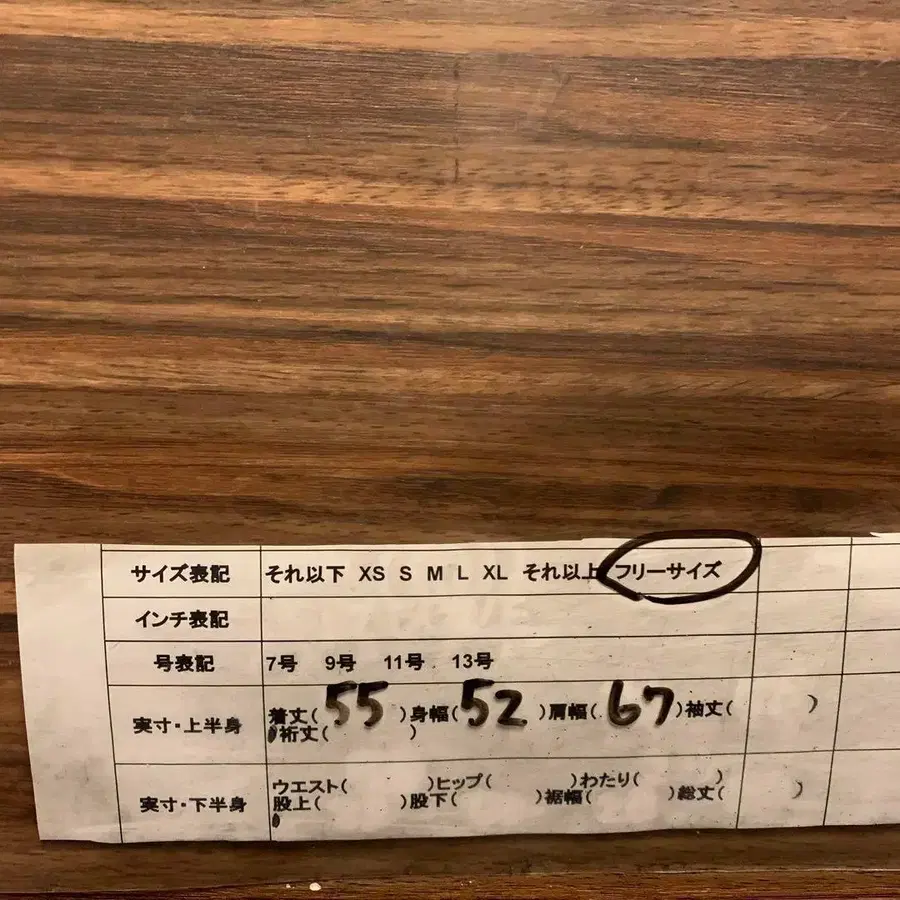 サイズ表記 それ以下 XS S M L XL それ以上 フリーサイズ
インチ表記
号表記 7号 9号 11号 13号
実寸・上半身 着丈(55)身幅(52)肩幅(67)袖丈( )
裄丈( )
実寸・下半身 ウエスト( )ヒップ( )わたり( )
股上( )股下( )裾幅( )総丈( )